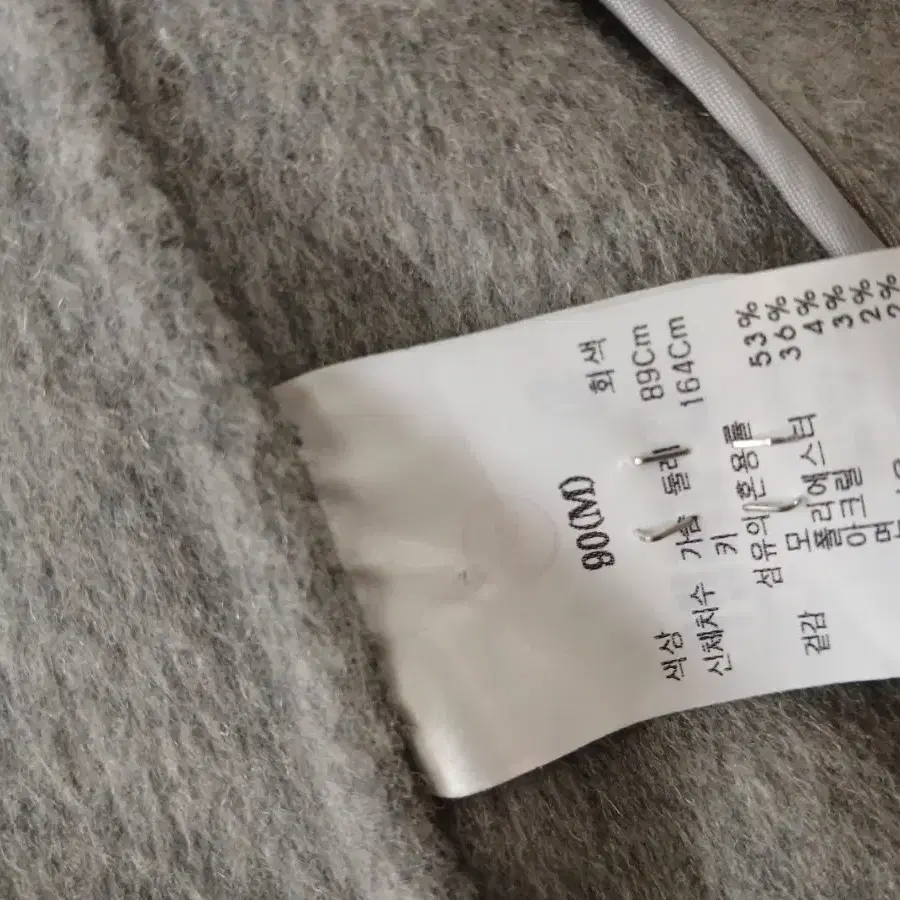 90(M)
색상 회색
신체치수 가슴 둘레 89Cm
키 164Cm
섬유의혼용률
겉감 모 53%
폴리에스터 36%
아크릴 4%
면 3%
2%
2%